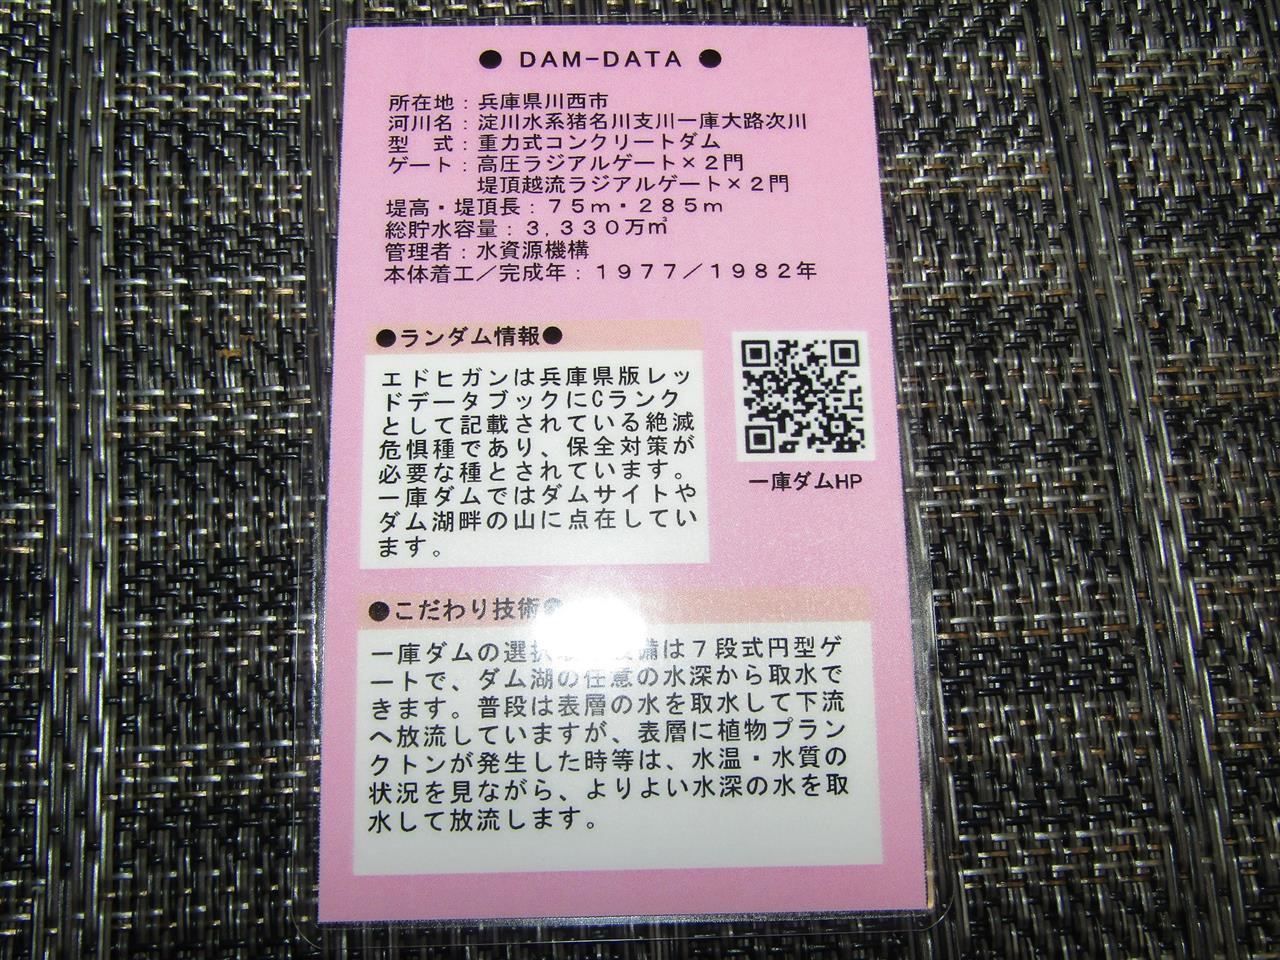 ● DAM-DATA ●
所在地：兵庫県川西市
河川名：淀川水系猪名川支川一庫大路次川
型　式：重力式コンクリートダム
ゲート：高圧ラジアルゲート×２門
堤頂越流ラジアルゲート×２門
堤高・堤頂長：７５ｍ・２８５ｍ
総貯水容量：３，３３０万㎥
管理者：水資源機構
本体着工／完成年：１９７７／１９８２年
●ランダム情報●
エドヒガンは兵庫県版レッ
ドデータブックにCランク
として記載されている絶滅
危惧種であり、保全対策が
必要な種とされています。
一庫ダムではダムサイトや
ダム湖畔の山に点在してい
ます。
一庫ダムHP
●こだわり技術●
一庫ダムの選択 備は７段式円型ゲ
ートで、ダム湖の任意の水深から取水で
きます。普段は表層の水を取水して下流
へ放流していますが、表層に植物プラン
クトンが発生した時等は、水温・水質の
状況を見ながら、よりよい水深の水を取
水して放流します。